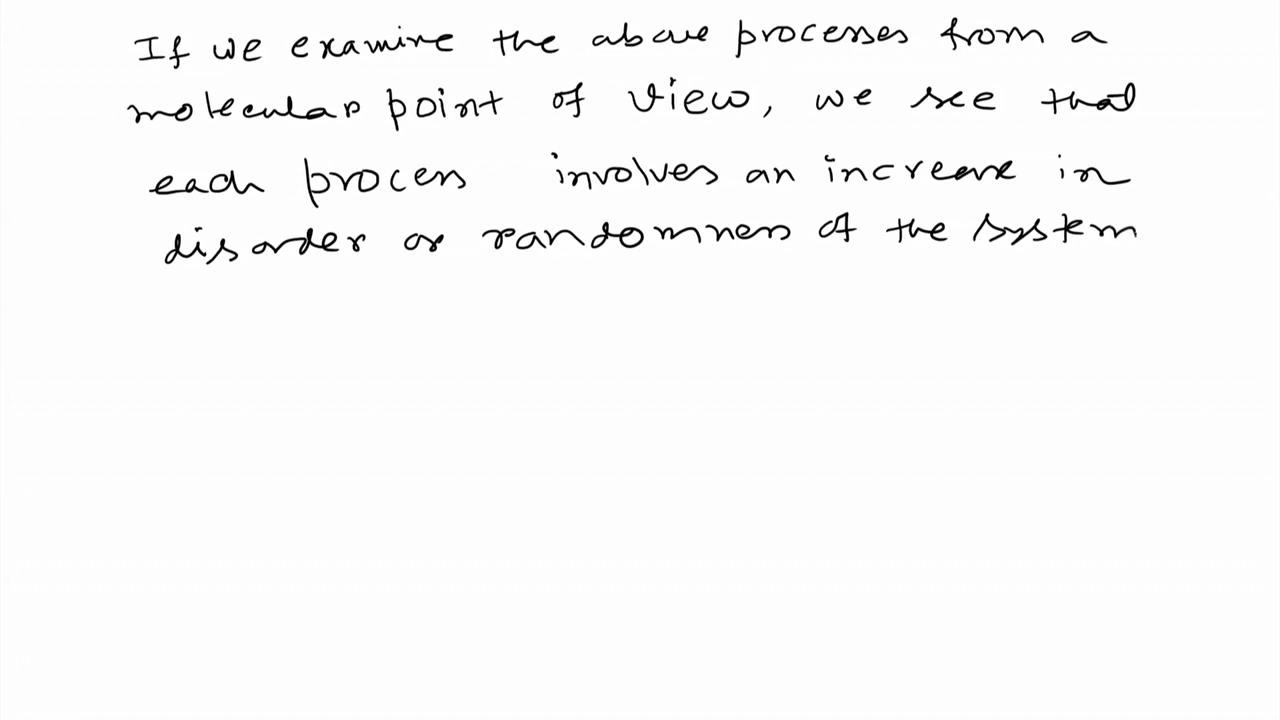 If we examine the above processes from a
molecular point of view, we see that
each process involves an increase in
disorder or randomness of the system